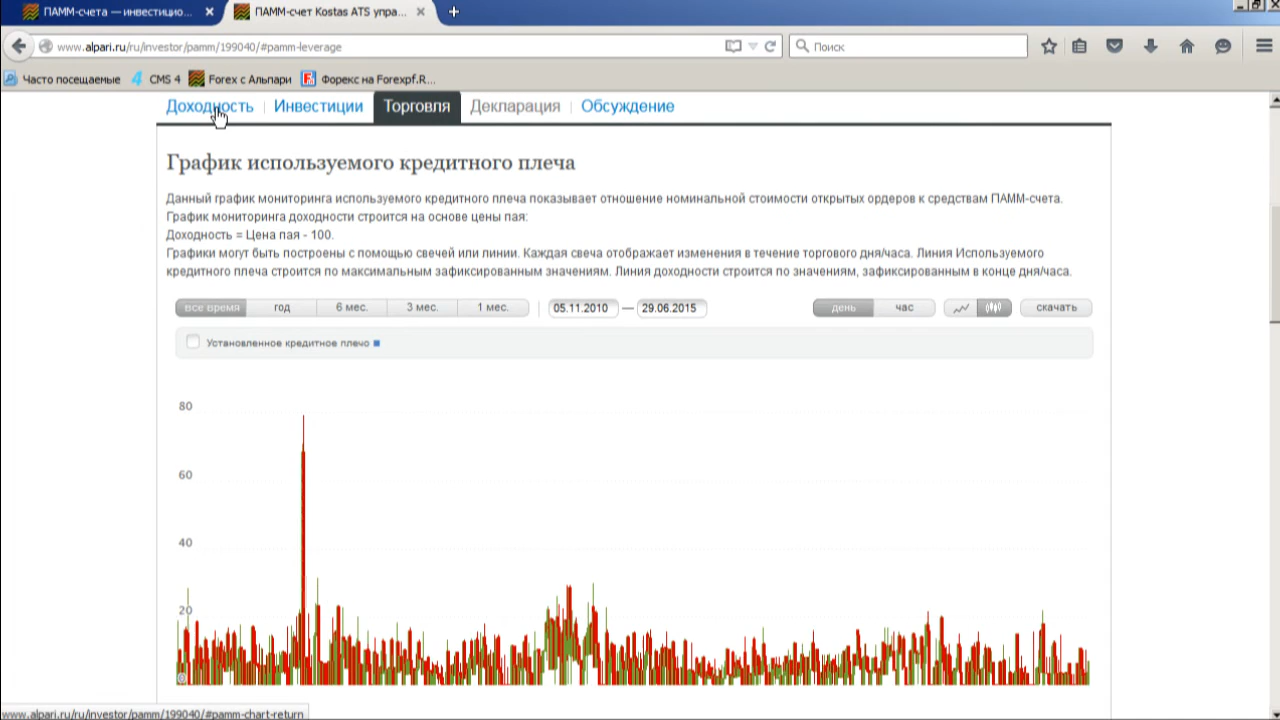 ПАММ-счета — инвестицио...
ПАММ-счет Kostas ATS упра...
www.alpari.ru/ru/investor/pamm/199040/#pamm-leverage
Поиск
Часто посещаемые CMS 4 Forex с Альпари Форекс на Forexpf.R...
Доходность Инвестиции Торговля Декларация Обсуждение
График используемого кредитного плеча
Данный график мониторинга используемого кредитного плеча показывает отношение номинальной стоимости открытых ордеров к средствам ПАММ-счета.
График мониторинга доходности строится на основе цены пая:
Доходность = Цена пая - 100.
Графики могут быть построены с помощью свечей или линии. Каждая свеча отображает изменения в течение торгового дня/часа. Линия Используемого
кредитного плеча строится по максимальным зафиксированным значениям. Линия доходности строится по значениям, зафиксированным в конце дня/часа.
все время год 6 мес. 3 мес. 1 мес. 05.11.2010 — 29.06.2015 день час скачать
Установленное кредитное плечо
80
60
40
20
0
www.alpari.ru/ru/investor/pamm/199040/#pamm-chart-return